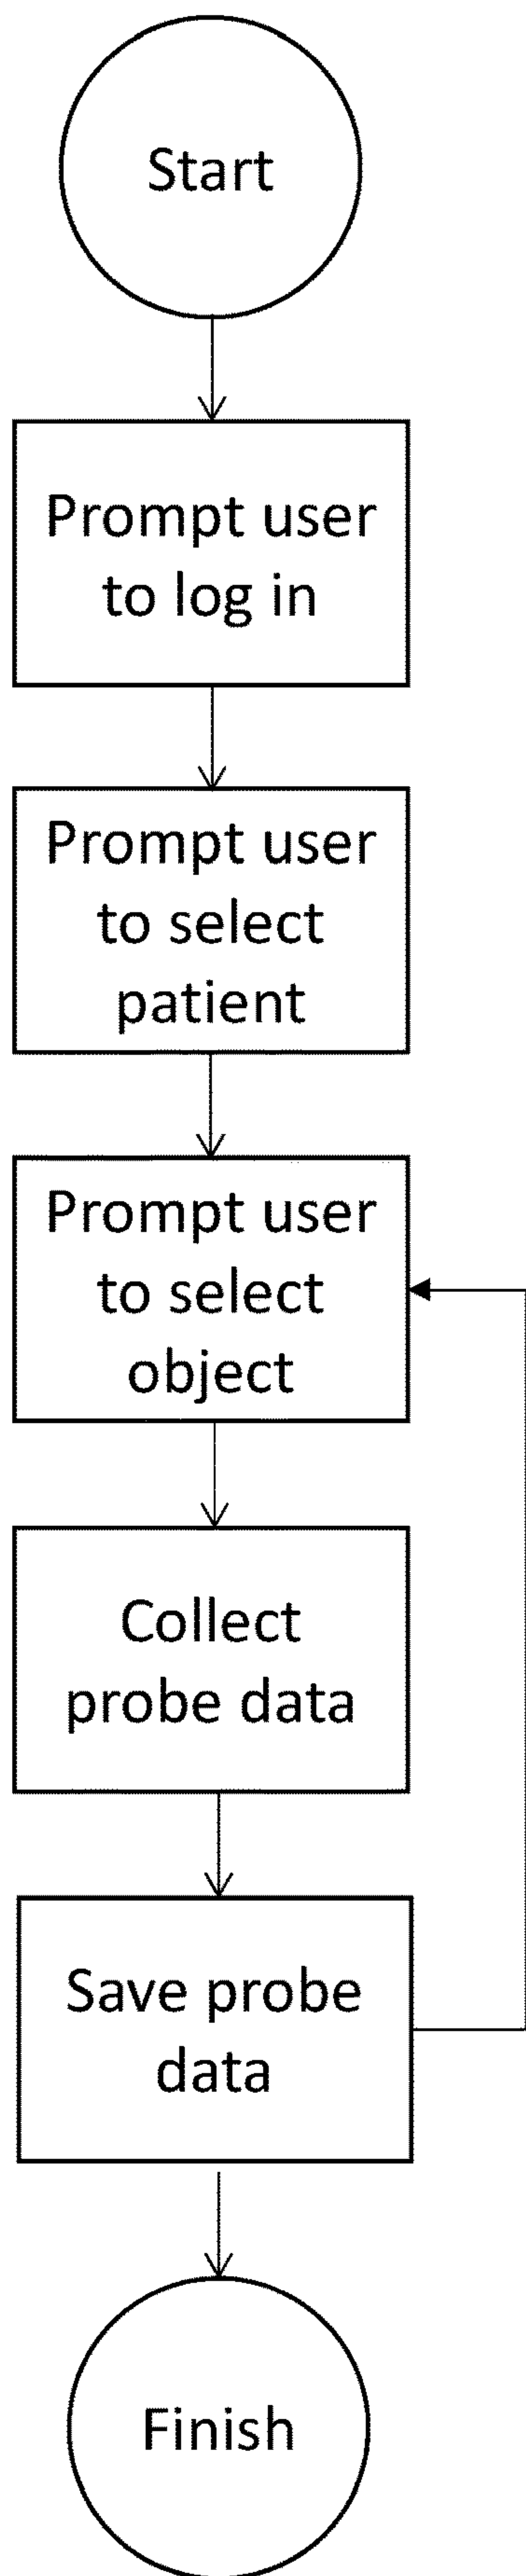 Start
Prompt user
to log in
Prompt user
to select
patient
Prompt user
to select
object
Collect
probe data
Save probe
data
Finish